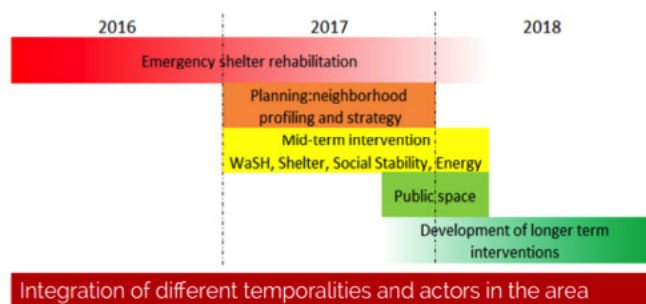 2016 2017 2018
Emergency shelter rehabilitation
Planning:neighborhood
profiling and strategy
Mid-term intervention
WaSH, Shelter, Social Stability, Energy
Public space
Development of longer term
interventions
Integration of different temporalities and actors in the area